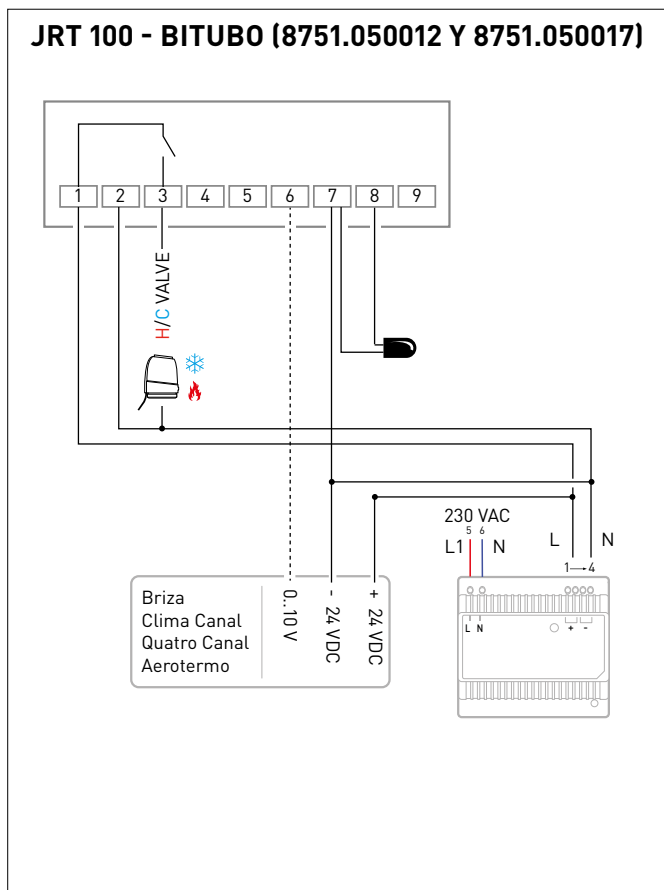 JRT 100 - BITUBO (8751.050012 Y 8751.050017)
1 2 3 4 5 6 7 8 9
H/C VALVE
230 VAC
5 6
L1 N
L N
1→4
Briza
Clima Canal
Quatro Canal
Aerotermo
0..10 V
- 24 VDC
+ 24 VDC
L N
+ -